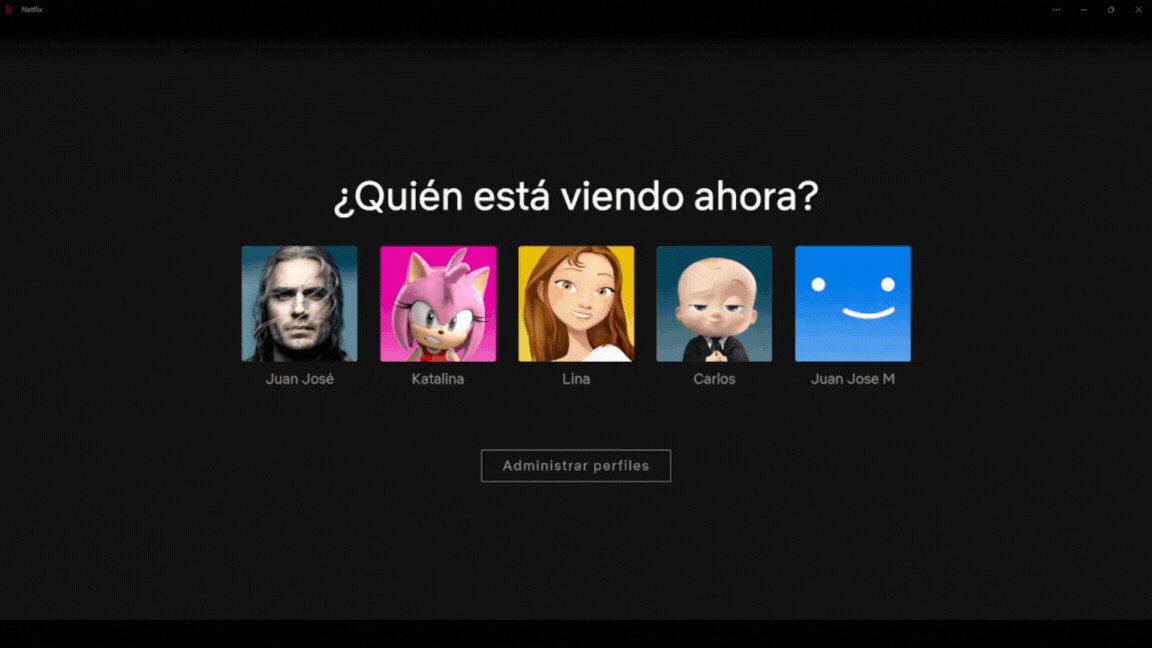 Netflix
¿Quién está viendo ahora?
Juan José
Katalina
Lina
Carlos
Juan Jose M
Administrar perfiles